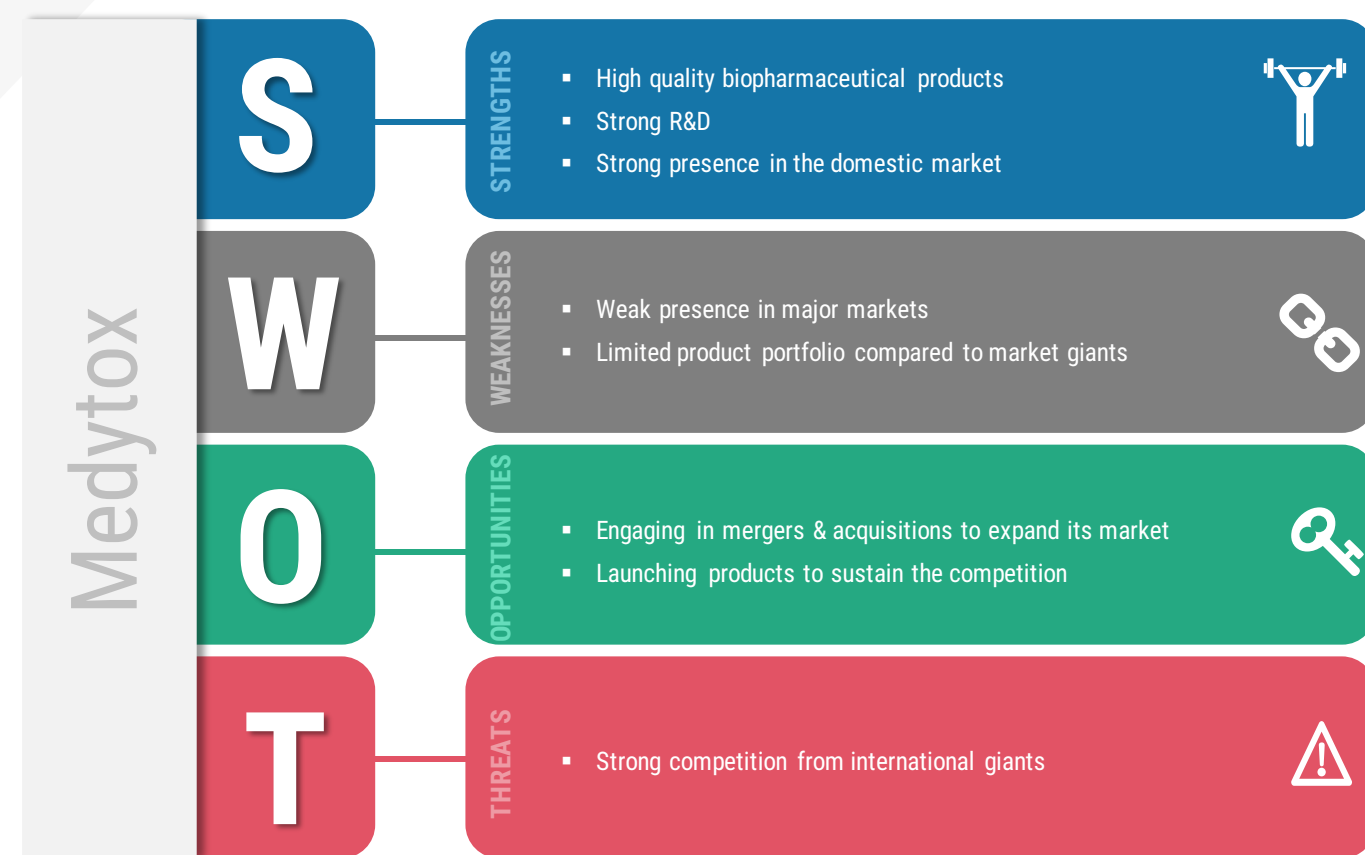 Medytox
S
STRENGTHS
▪ High quality biopharmaceutical products
▪ Strong R&D
▪ Strong presence in the domestic market
W
WEAKNESSES
▪ Weak presence in major markets
▪ Limited product portfolio compared to market giants
O
OPPORTUNITIES
▪ Engaging in mergers & acquisitions to expand its market
▪ Launching products to sustain the competition
T
THREATS
▪ Strong competition from international giants